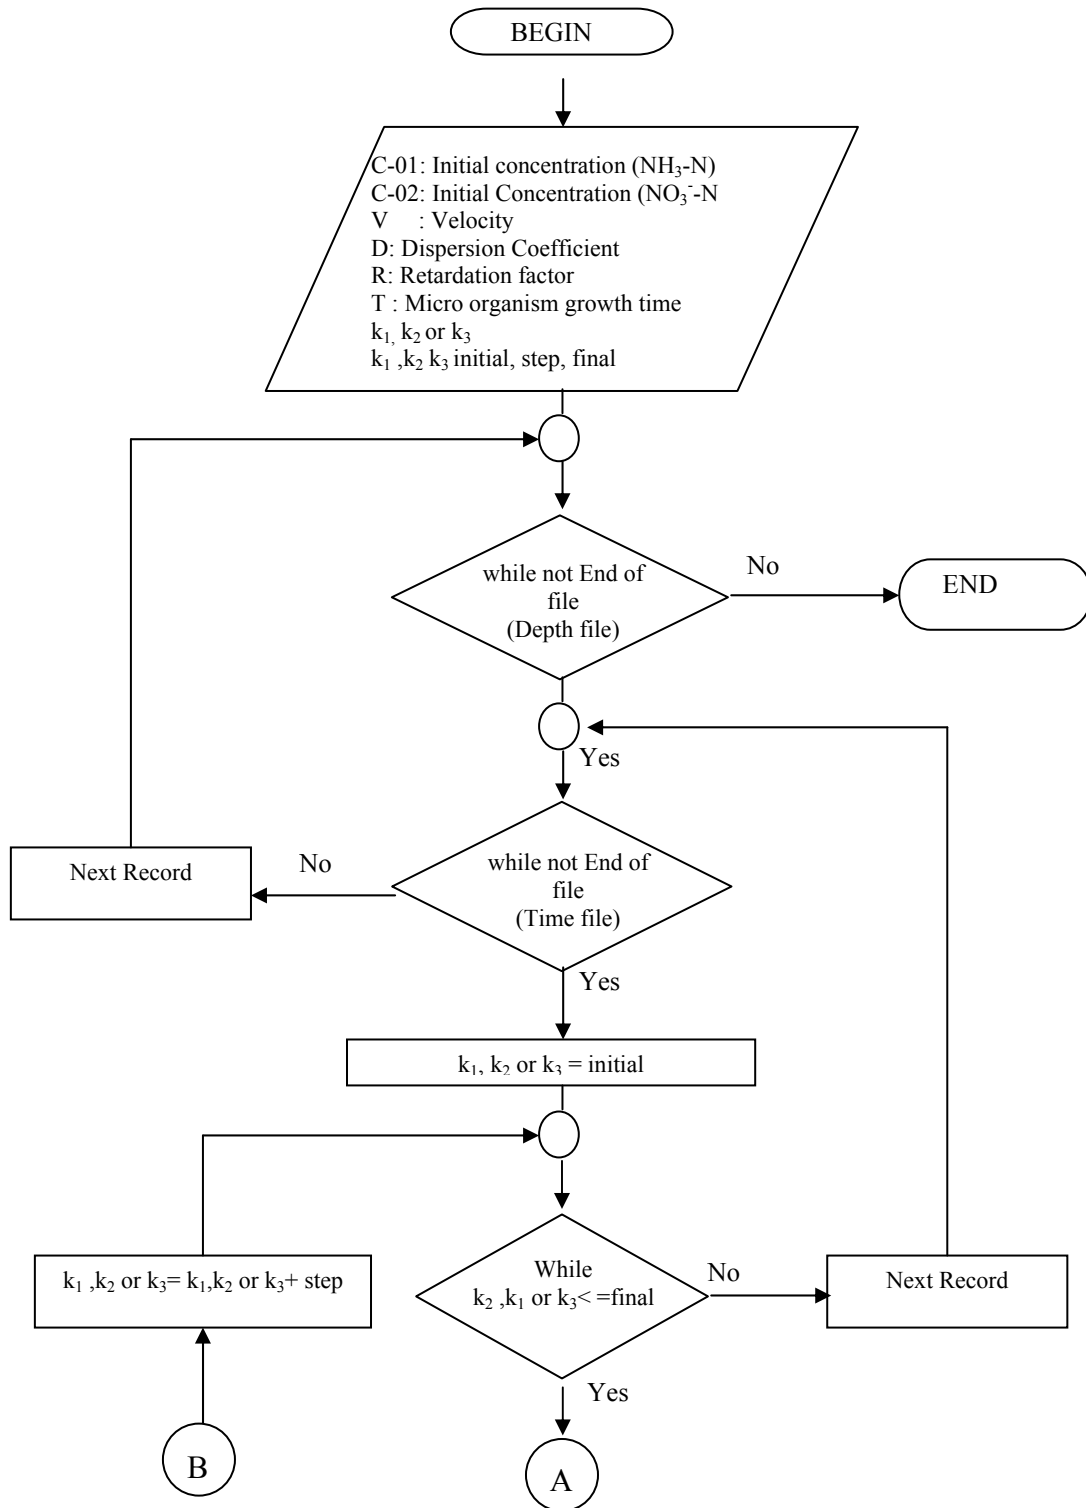 BEGIN
C-01: Initial concentration (NH₃-N)
C-02: Initial Concentration (NO₃⁻-N
V : Velocity
D: Dispersion Coefficient
R: Retardation factor
T : Micro organism growth time
k₁, k₂ or k₃
k₁ ,k₂ k₃ initial, step, final
while not End of
file
(Depth file)
No
END
Yes
while not End of
file
(Time file)
No
Next Record
Yes
k₁, k₂ or k₃ = initial
k₁ ,k₂ or k₃= k₁,k₂ or k₃+ step
While
k₂ ,k₁ or k₃< =final
No
Next Record
Yes
B
A